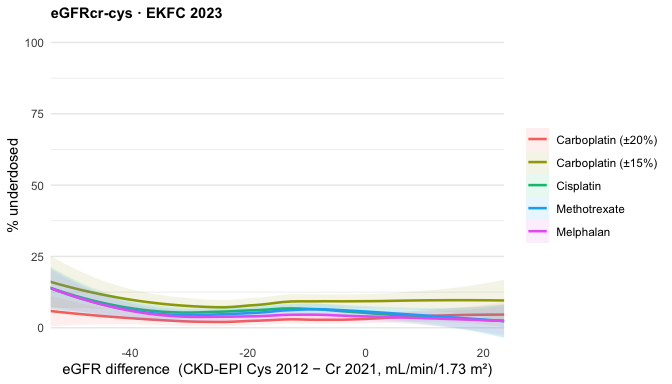 eGFRcr-cys · EKFC 2023
% underdosed
100
75
50
25
0
-40
-20
0
20
eGFR difference (CKD-EPI Cys 2012 − Cr 2021, mL/min/1.73 m²)
Carboplatin (±20%)
Carboplatin (±15%)
Cisplatin
Methotrexate
Melphalan